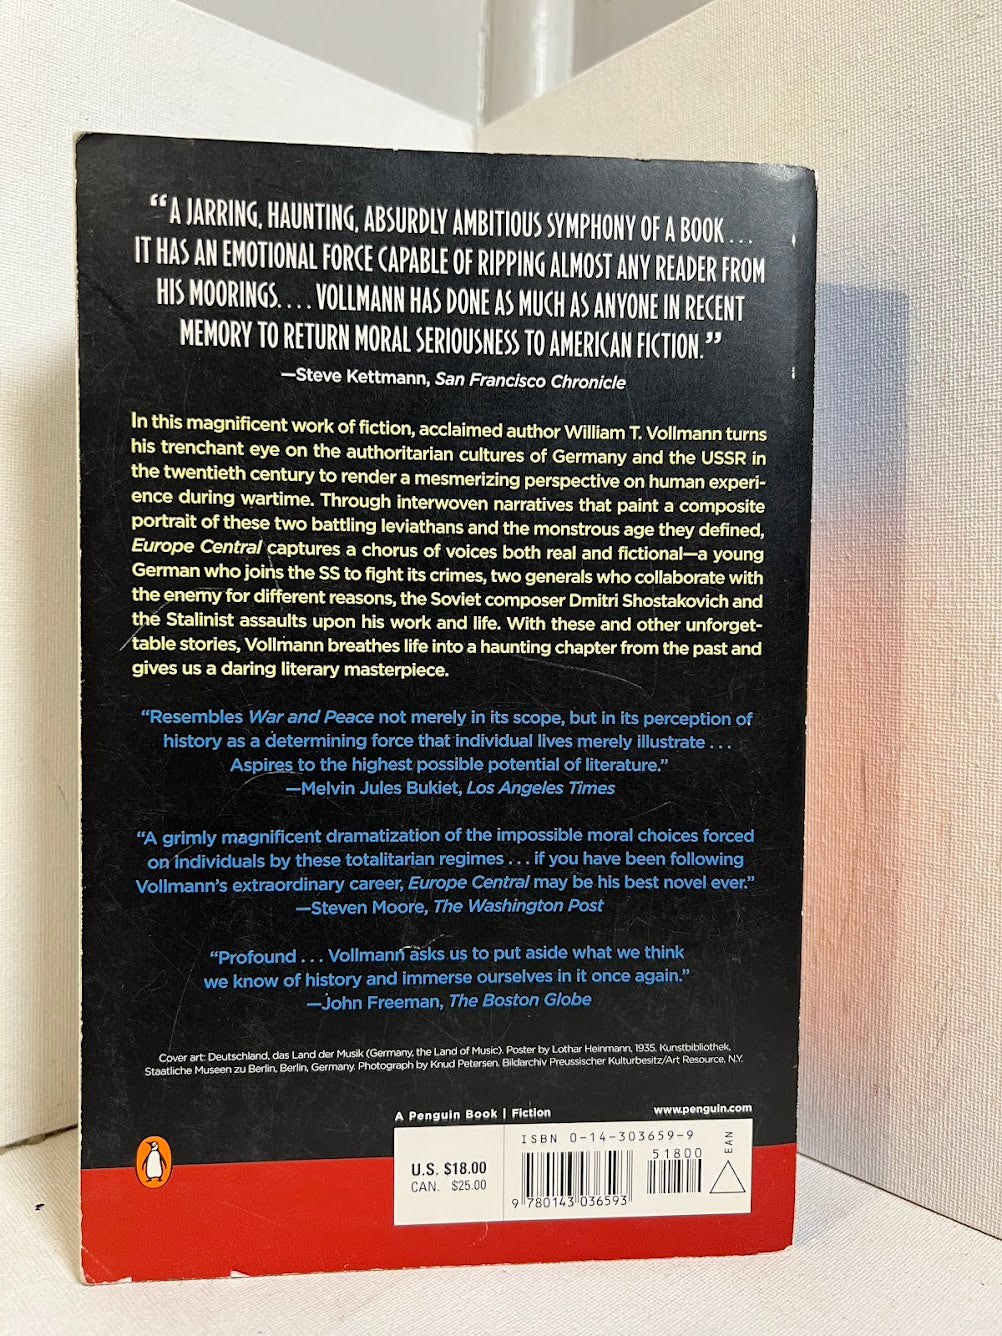 “A JARRING, HAUNTING, ABSURDLY AMBITIOUS SYMPHONY OF A BOOK . . .
IT HAS AN EMOTIONAL FORCE CAPABLE OF RIPPING ALMOST ANY READER FROM
HIS MOORINGS. . . . VOLLMANN HAS DONE AS MUCH AS ANYONE IN RECENT
MEMORY TO RETURN MORAL SERIOUSNESS TO AMERICAN FICTION.”
—Steve Kettmann, San Francisco Chronicle
In this magnificent work of fiction, acclaimed author William T. Vollmann turns
his trenchant eye on the authoritarian cultures of Germany and the USSR in
the twentieth century to render a mesmerizing perspective on human experi-
ence during wartime. Through interwoven narratives that paint a composite
portrait of these two battling leviathans and the monstrous age they defined,
Europe Central captures a chorus of voices both real and fictional—a young
German who joins the SS to fight its crimes, two generals who collaborate with
the enemy for different reasons, the Soviet composer Dmitri Shostakovich and
the Stalinist assaults upon his work and life. With these and other unforget-
table stories, Vollmann breathes life into a haunting chapter from the past and
gives us a daring literary masterpiece.
“Resembles War and Peace not merely in its scope, but in its perception of
history as a determining force that individual lives merely illustrate . . .
Aspires to the highest possible potential of literature.”
—Melvin Jules Bukiet, Los Angeles Times
“A grimly magnificent dramatization of the impossible moral choices forced
on individuals by these totalitarian regimes . . . if you have been following
Vollmann’s extraordinary career, Europe Central may be his best novel ever.”
—Steven Moore, The Washington Post
“Profound . . . Vollmann asks us to put aside what we think
we know of history and immerse ourselves in it once again.”
—John Freeman, The Boston Globe
Cover art: Deutschland, das Land der Musik (Germany, the Land of Music). Poster by Lothar Heinmann, 1935. Kunstbibliothek,
Staatliche Museen zu Berlin, Berlin, Germany. Photograph by Knud Petersen. Bildarchiv Preussischer Kulturbesitz/Art Resource, N.Y.
A Penguin Book | Fiction
www.penguin.com
ISBN 0-14-303659-9
51800
EAN
U.S. $18.00
CAN. $25.00
9 780143 036593